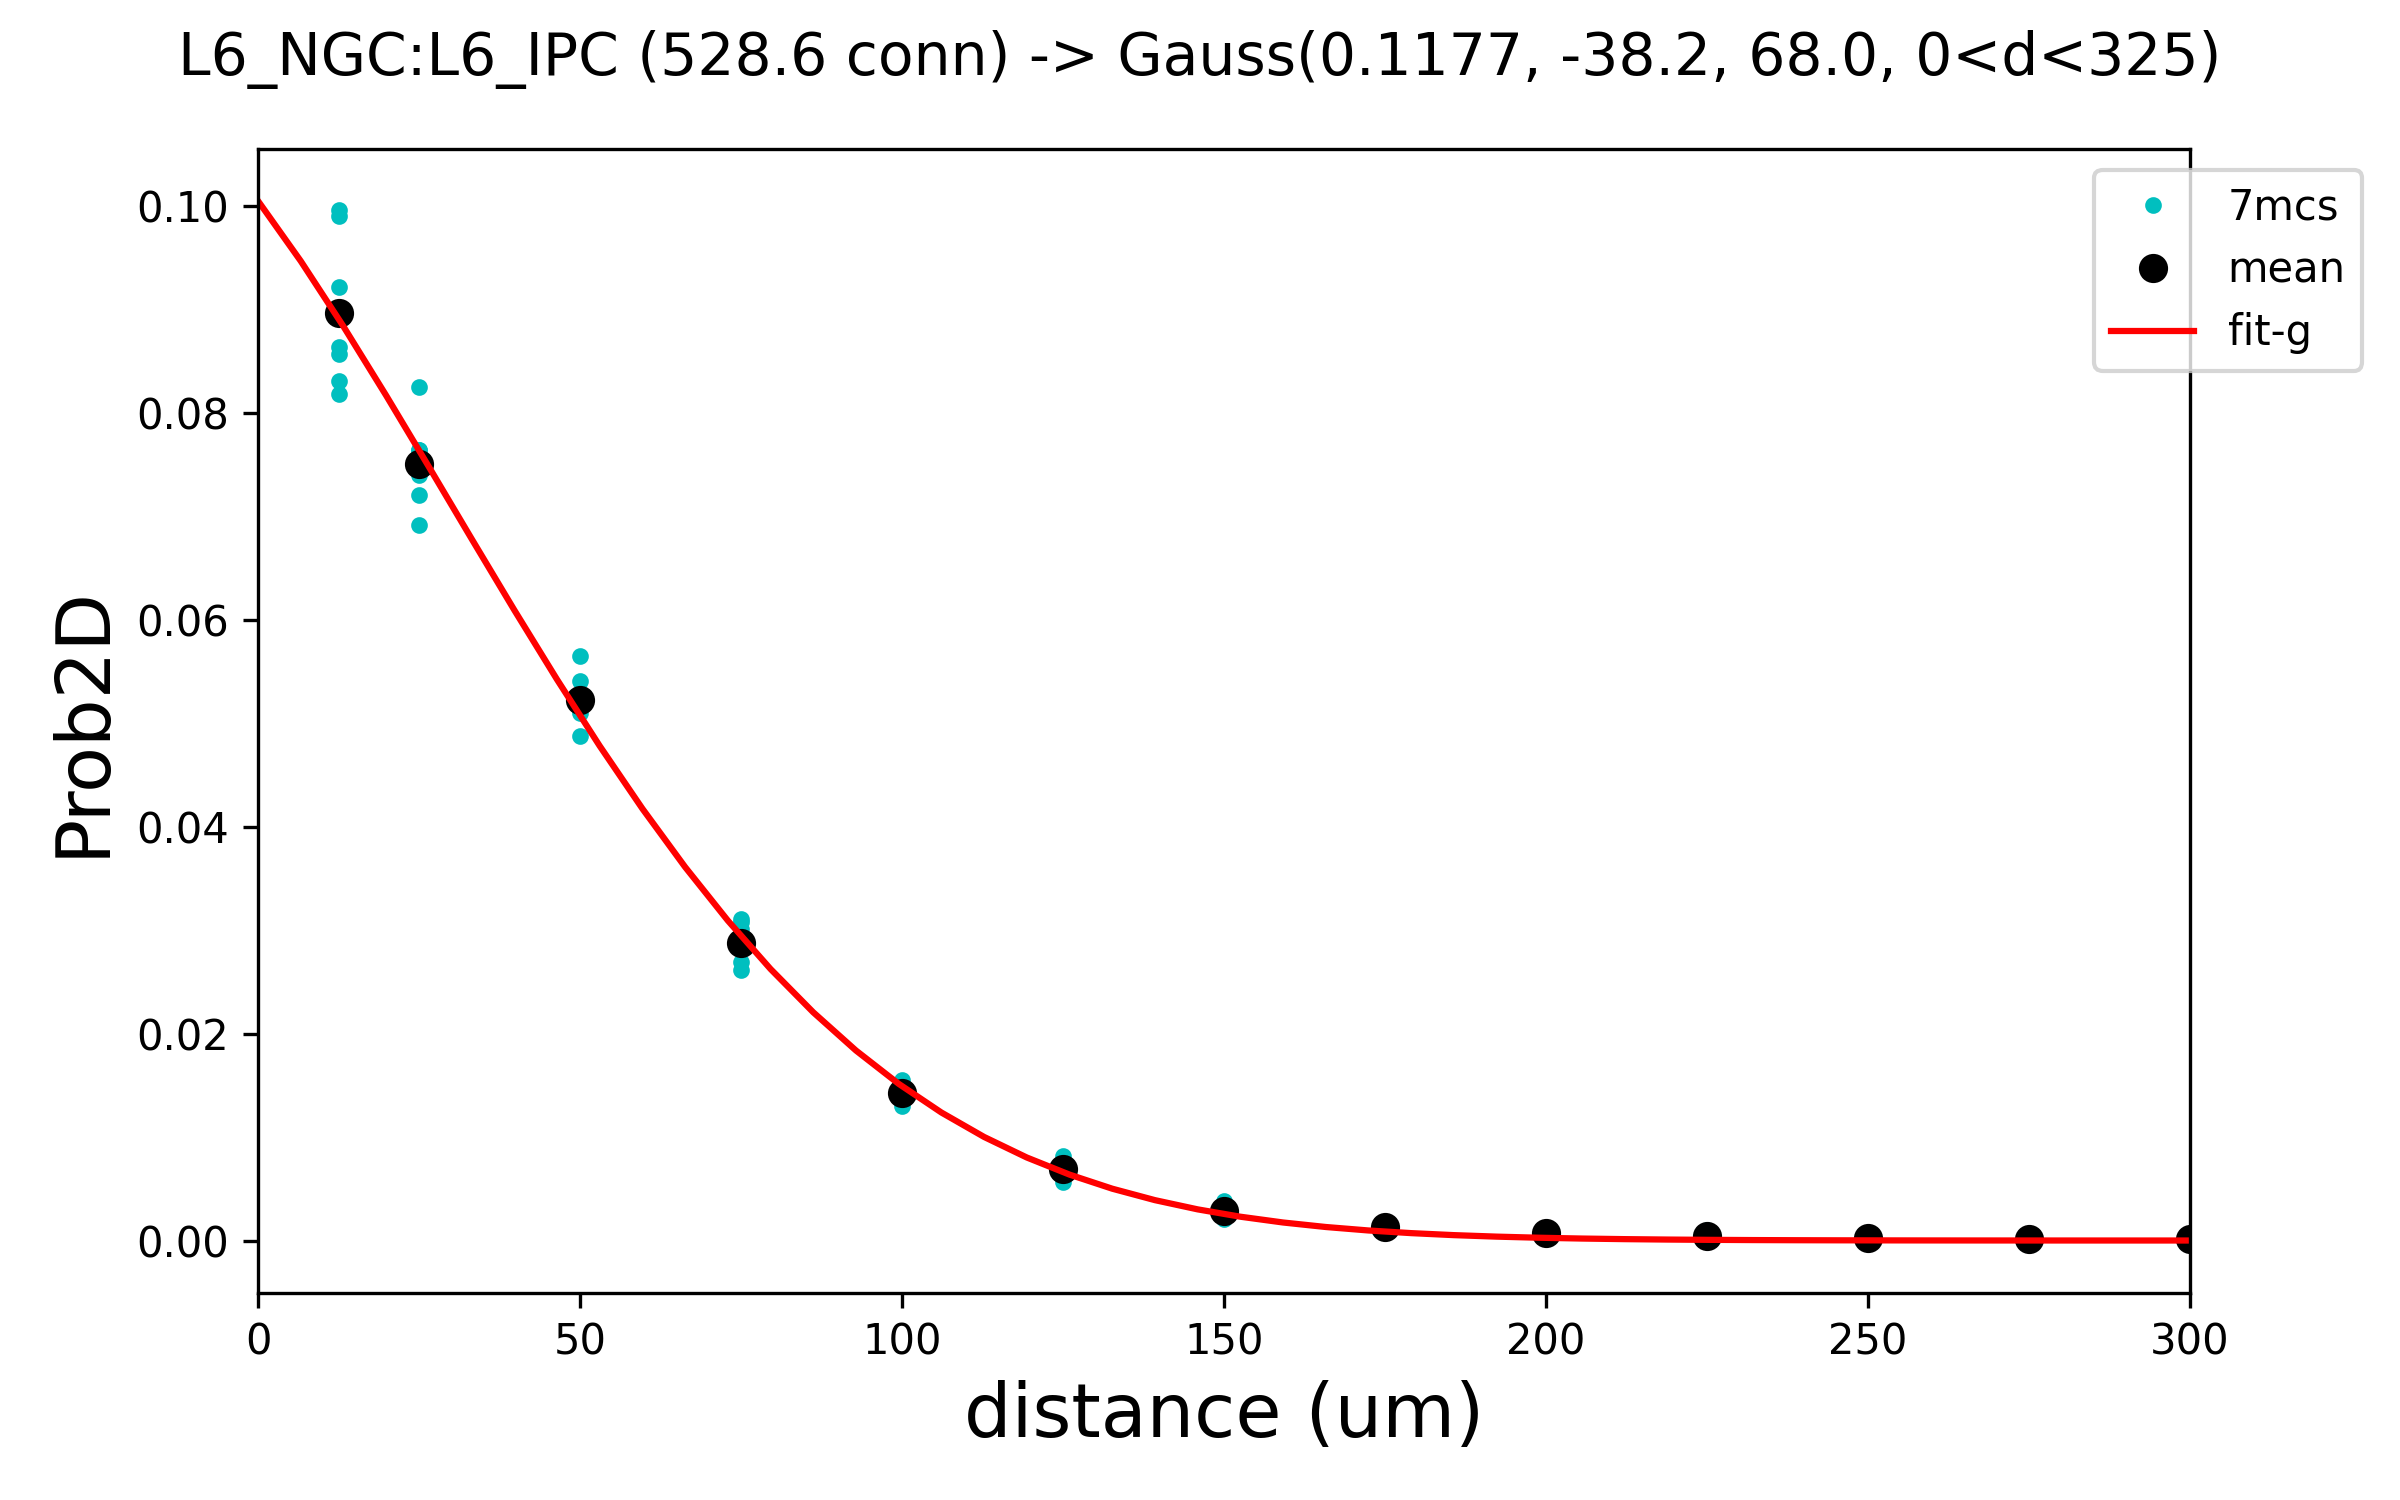 L6_NGC:L6_IPC (528.6 conn) -> Gauss(0.1177, -38.2, 68.0, 0<d<325)
7mcs
mean
fit-g
Prob2D
0.10
0.08
0.06
0.04
0.02
0.00
0 50 100 150 200 250 300
distance (um)